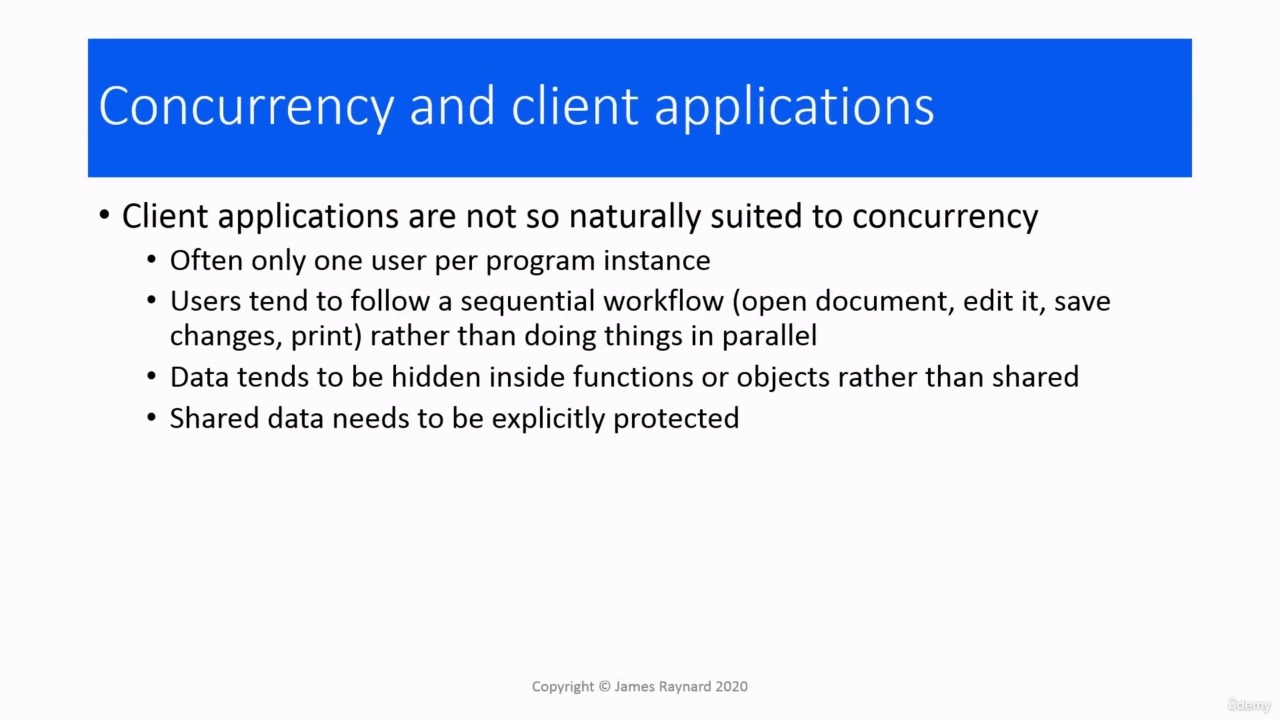 Concurrency and client applications
• Client applications are not so naturally suited to concurrency
• Often only one user per program instance
• Users tend to follow a sequential workflow (open document, edit it, save
changes, print) rather than doing things in parallel
• Data tends to be hidden inside functions or objects rather than shared
• Shared data needs to be explicitly protected
Copyright © James Raynard 2020
ûdemy